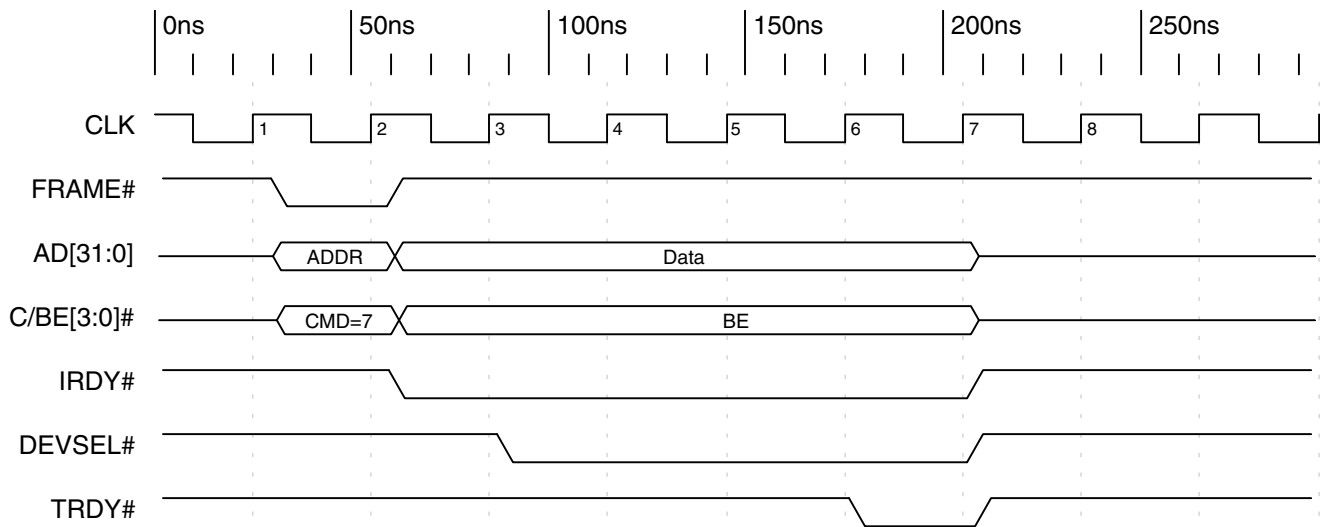 0ns 50ns 100ns 150ns 200ns 250ns
CLK 1 2 3 4 5 6 7 8
FRAME#
AD[31:0] ADDR Data
C/BE[3:0]# CMD=7 BE
IRDY#
DEVSEL#
TRDY#